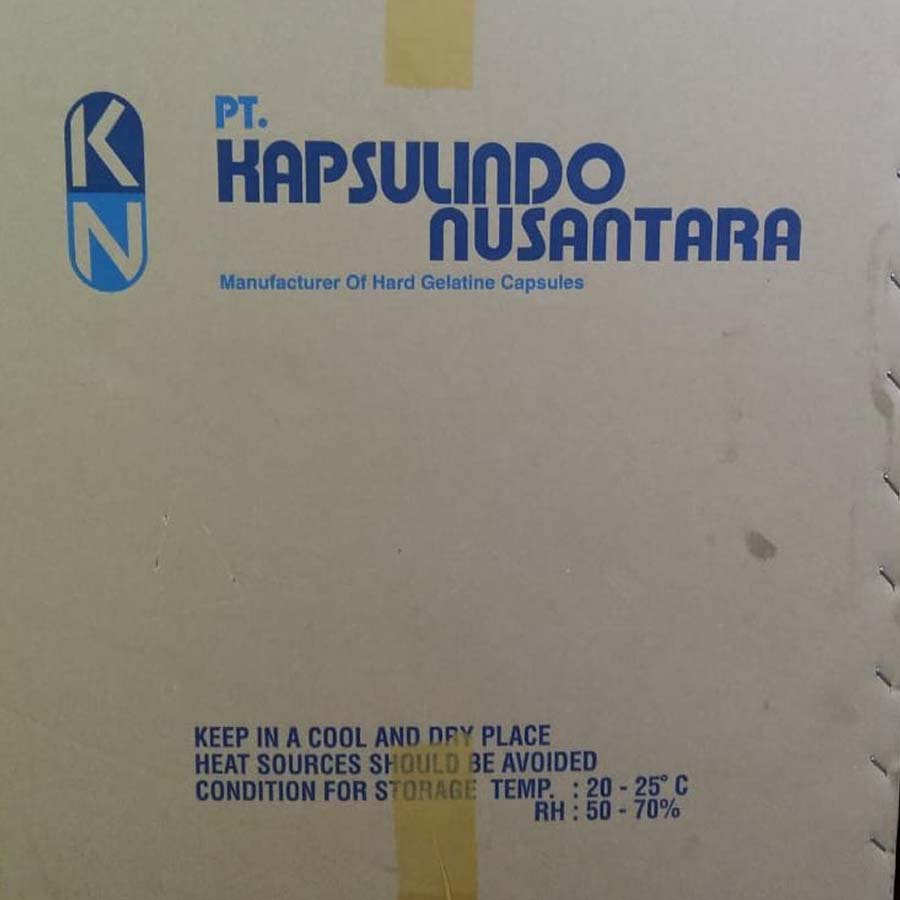 KN
PT.
KAPSULINDO
NUSANTARA
Manufacturer Of Hard Gelatine Capsules
KEEP IN A COOL AND DRY PLACE
HEAT SOURCES SHOULD BE AVOIDED
CONDITION FOR STORAGE TEMP. : 20 - 25° C
RH : 50 - 70%